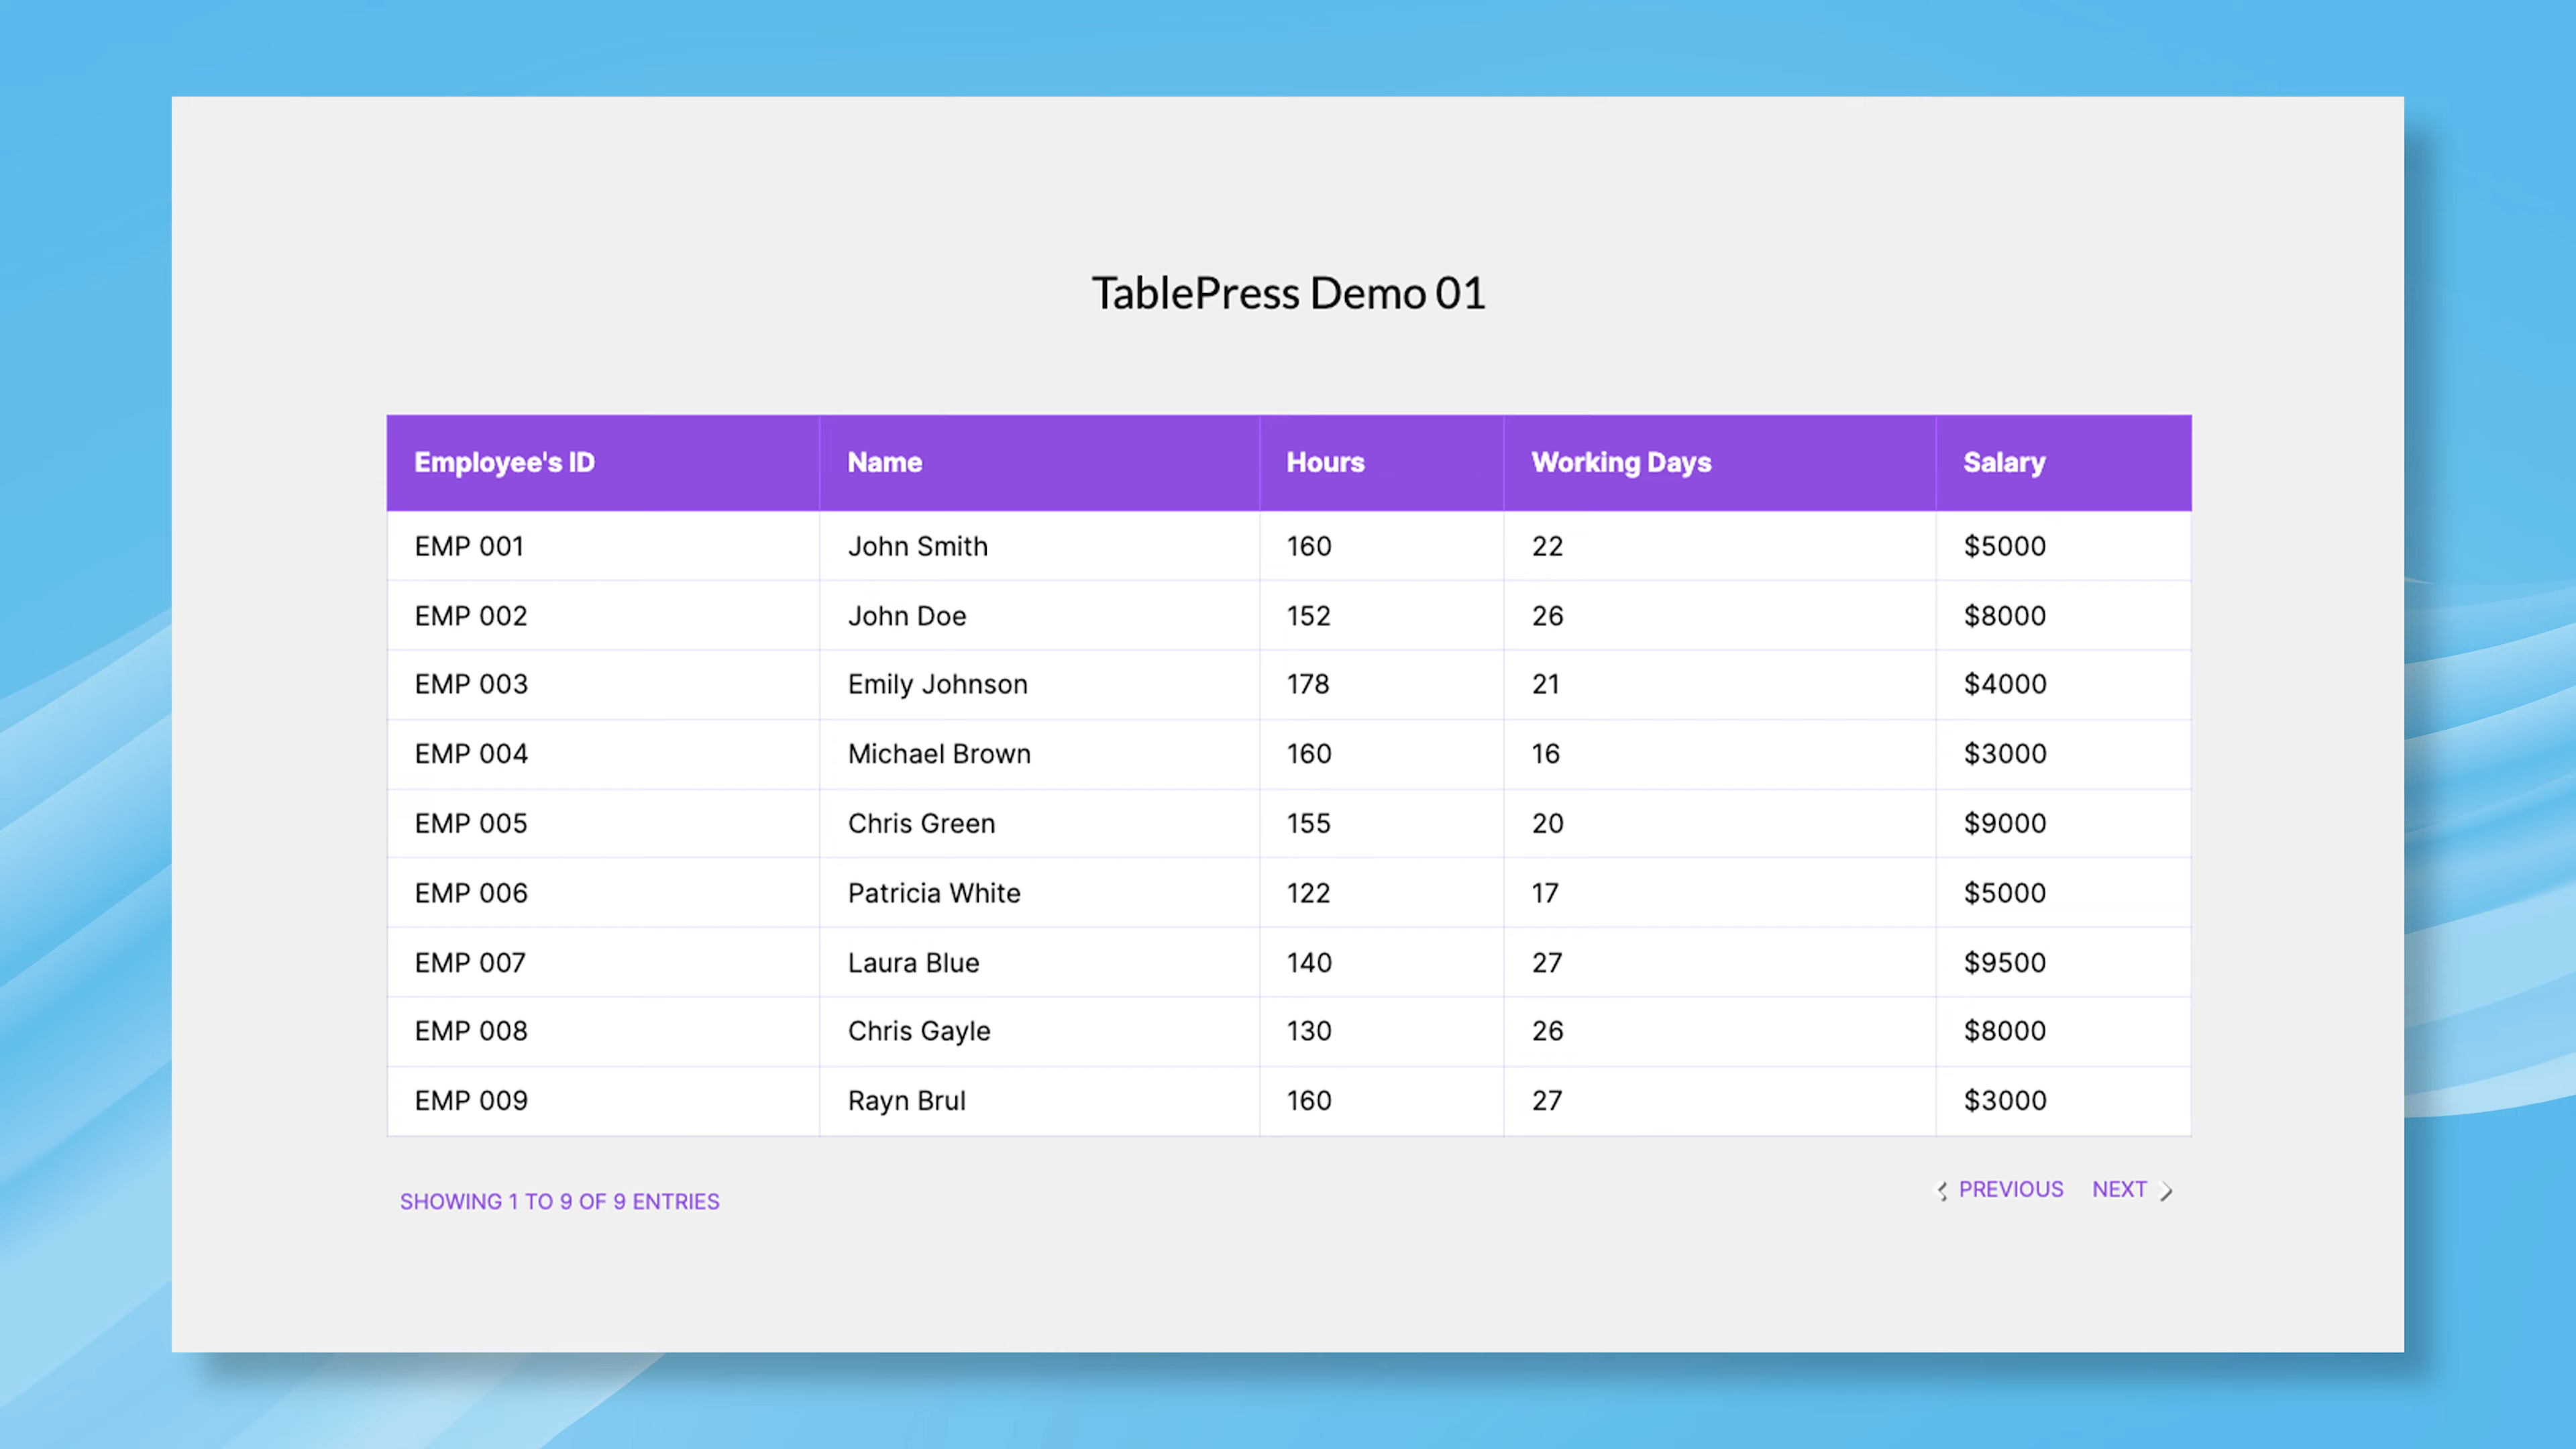 TablePress Demo 01
Employee's ID Name Hours Working Days Salary
EMP 001 John Smith 160 22 $5000
EMP 002 John Doe 152 26 $8000
EMP 003 Emily Johnson 178 21 $4000
EMP 004 Michael Brown 160 16 $3000
EMP 005 Chris Green 155 20 $9000
EMP 006 Patricia White 122 17 $5000
EMP 007 Laura Blue 140 27 $9500
EMP 008 Chris Gayle 130 26 $8000
EMP 009 Rayn Brul 160 27 $3000
SHOWING 1 TO 9 OF 9 ENTRIES PREVIOUS NEXT